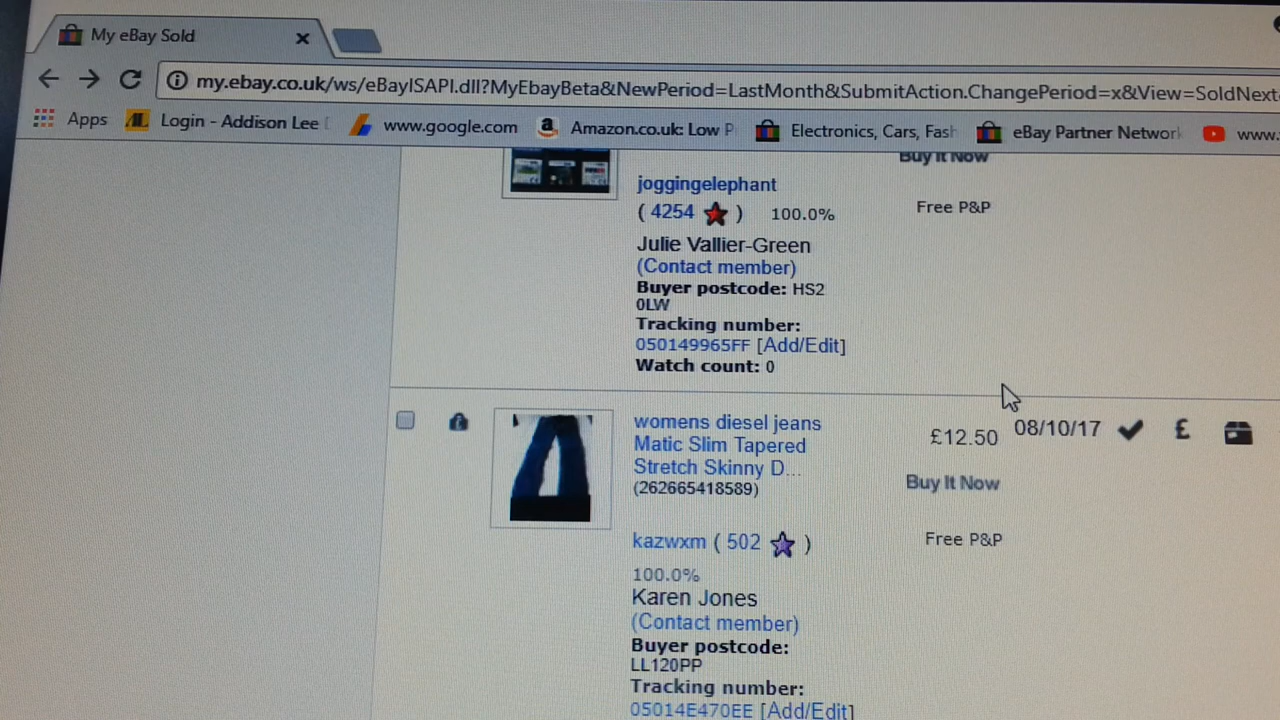 My eBay Sold
my.ebay.co.uk/ws/eBayISAPI.dll?MyEbayBeta&NewPeriod=LastMonth&SubmitAction.ChangePeriod=x&View=SoldNext
Apps AL Login - Addison Lee www.google.com a Amazon.co.uk: Low P Electronics, Cars, Fash eBay Partner Network www.
Buy It Now
joggingelephant
Free P&P
( 4254 ) 100.0%
Julie Vallier-Green
(Contact member)
Buyer postcode: HS2
0LW
Tracking number:
050149965FF [Add/Edit]
Watch count: 0
womens diesel jeans
£12.50 08/10/17 £
Matic Slim Tapered
Stretch Skinny D...
Buy It Now
(262665418589)
kazwxm ( 502 )
Free P&P
100.0%
Karen Jones
(Contact member)
Buyer postcode:
LL120PP
Tracking number:
05014E470EE [Add/Edit]